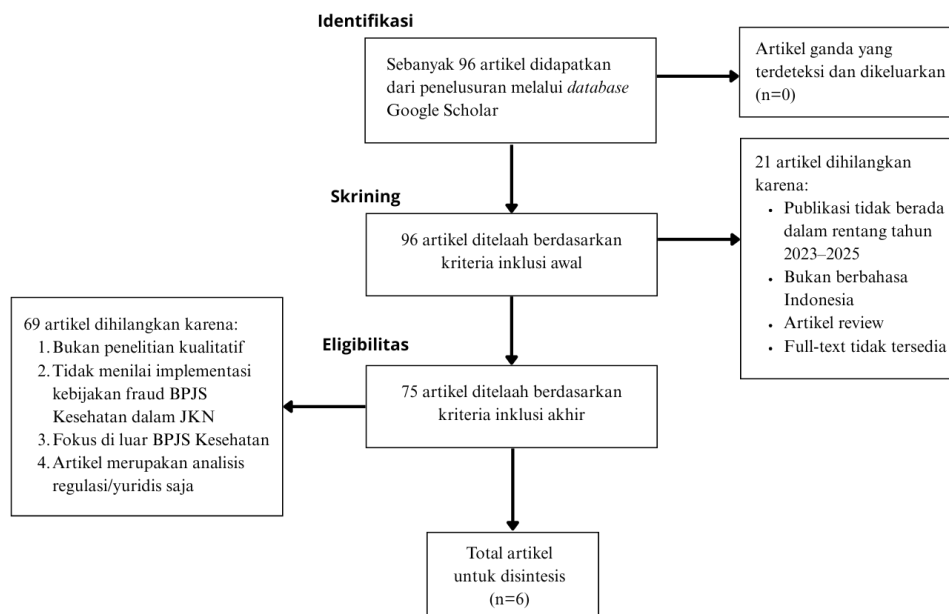 Identifikasi
Sebanyak 96 artikel didapatkan
dari penelusuran melalui database
Google Scholar
Artikel ganda yang
terdeteksi dan dikeluarkan
(n=0)
Skrining
96 artikel ditelaah berdasarkan
kriteria inklusi awal
21 artikel dihilangkan
karena:
• Publikasi tidak berada
dalam rentang tahun
2023–2025
• Bukan berbahasa
Indonesia
• Artikel review
• Full-text tidak tersedia
Eligibilitas
75 artikel ditelaah berdasarkan
kriteria inklusi akhir
69 artikel dihilangkan karena:
1. Bukan penelitian kualitatif
2. Tidak menilai implementasi
kebijakan fraud BPJS
Kesehatan dalam JKN
3. Fokus di luar BPJS Kesehatan
4. Artikel merupakan analisis
regulasi/yuridis saja
Total artikel
untuk disintesis
(n=6)